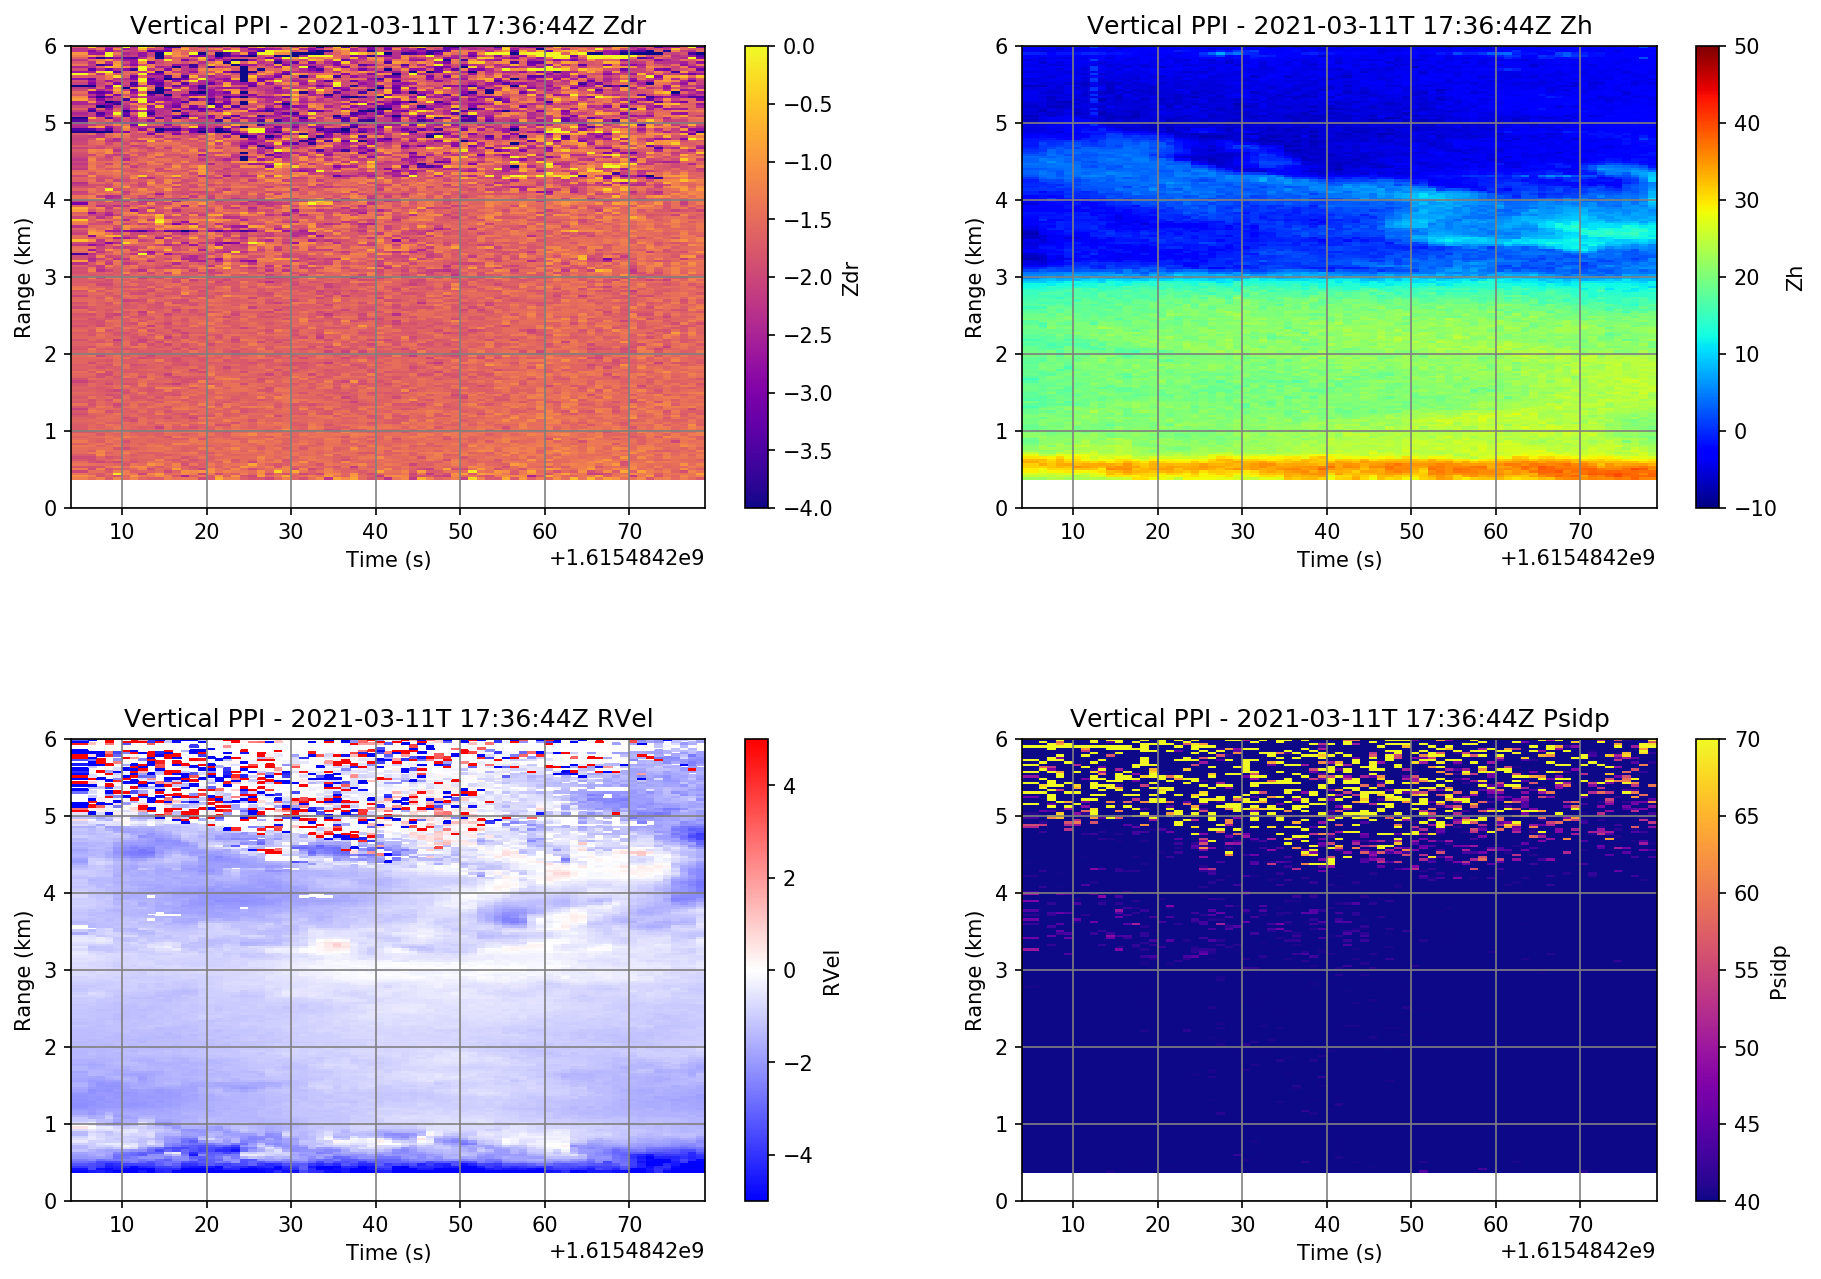 Vertical PPI - 2021-03-11T 17:36:44Z Zdr
6
5
4
3
2
1
0
Range (km)
10 20 30 40 50 60 70
Time (s)
+1.6154842e9
0.0
−0.5
−1.0
−1.5
−2.0
−2.5
−3.0
−3.5
−4.0
Zdr
Vertical PPI - 2021-03-11T 17:36:44Z Zh
6
5
4
3
2
1
0
Range (km)
10 20 30 40 50 60 70
Time (s)
+1.6154842e9
50
40
30
20
10
0
−10
Zh
Vertical PPI - 2021-03-11T 17:36:44Z RVel
6
5
4
3
2
1
0
Range (km)
10 20 30 40 50 60 70
Time (s)
+1.6154842e9
4
2
0
−2
−4
RVel
Vertical PPI - 2021-03-11T 17:36:44Z Psidp
6
5
4
3
2
1
0
Range (km)
10 20 30 40 50 60 70
Time (s)
+1.6154842e9
70
65
60
55
50
45
40
Psidp